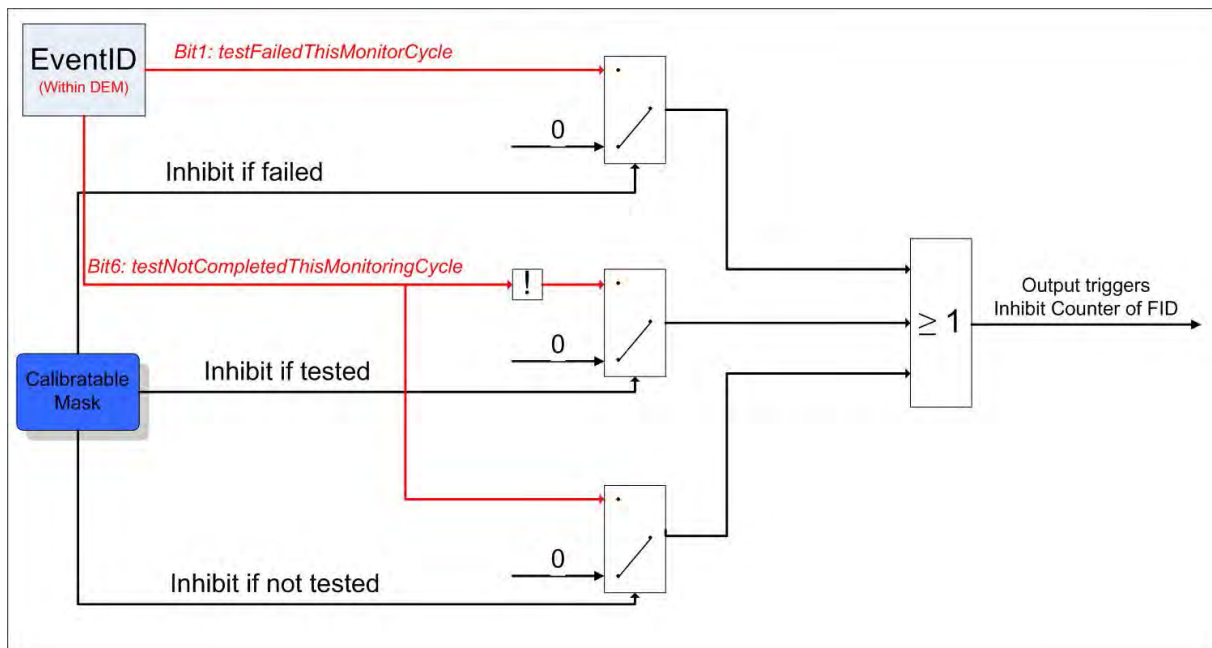 EventID
(Within DEM)
Bit1: testFailedThisMonitorCycle
0
Inhibit if failed
Bit6: testNotCompletedThisMonitoringCycle
!
0
Inhibit if tested
Calibratable
Mask
≥ 1
Output triggers
Inhibit Counter of FID
0
Inhibit if not tested